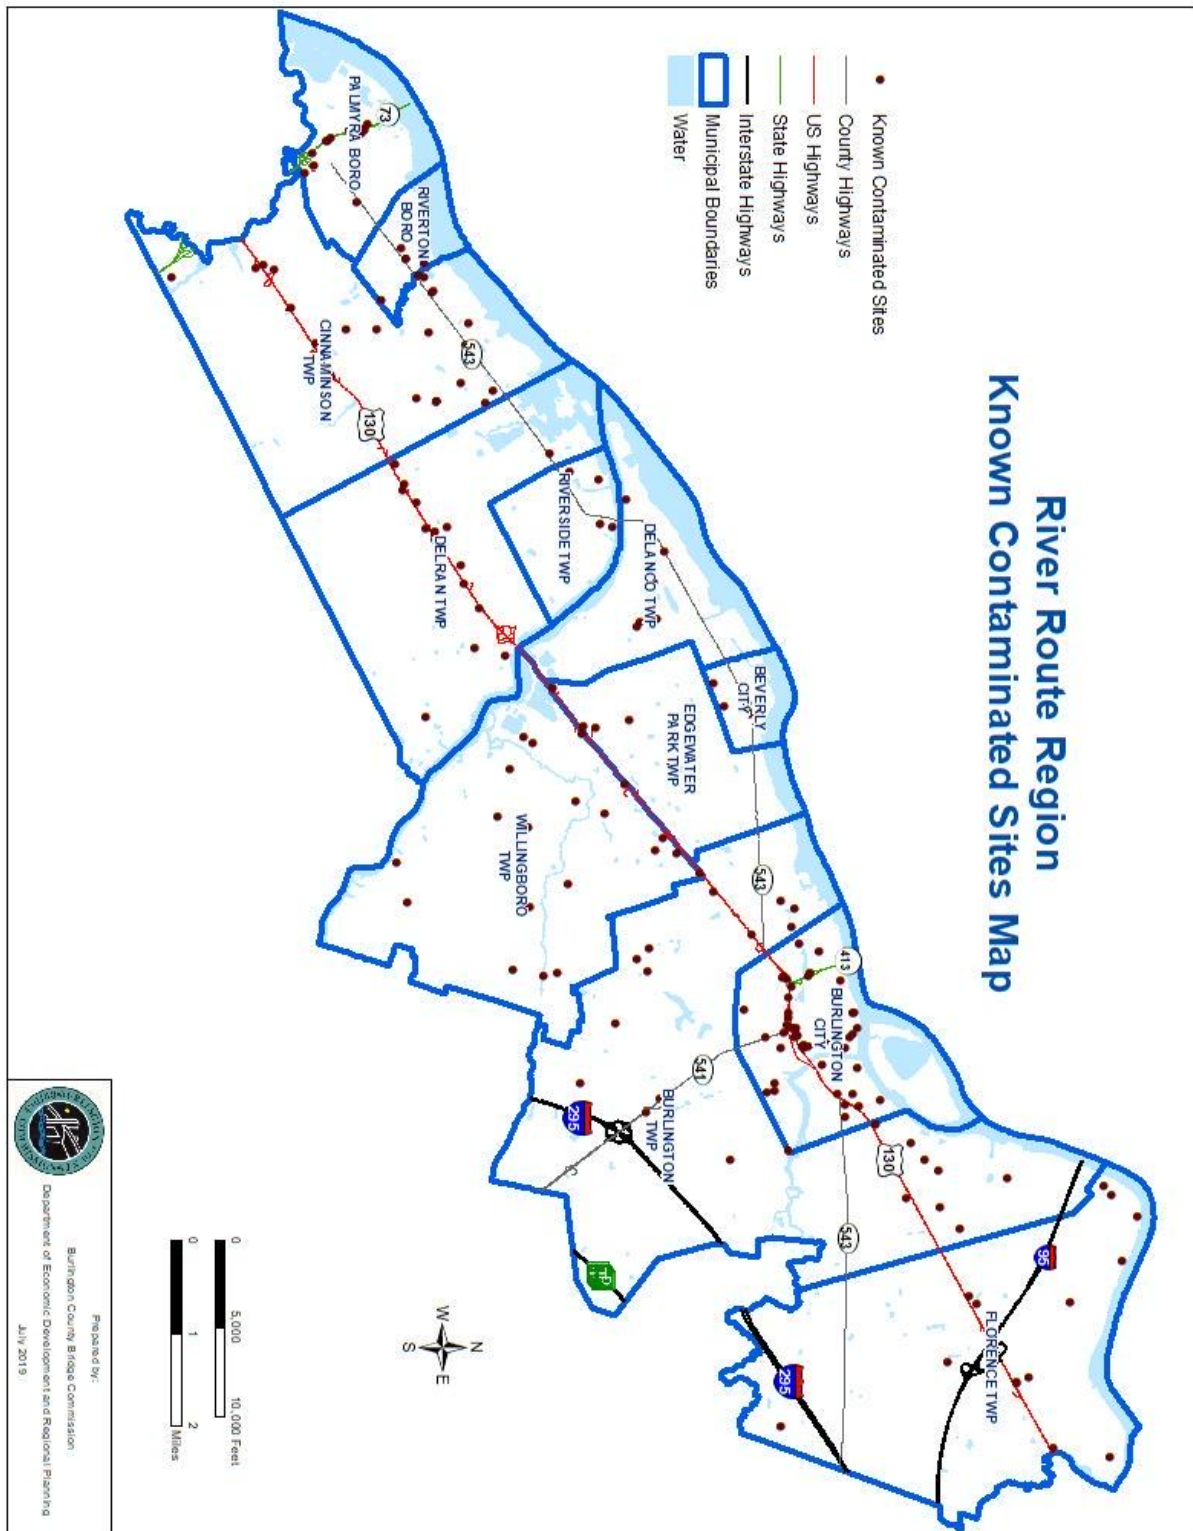 River Route Region
Known Contaminated Sites Map
Known Contaminated Sites
County Highways
US Highways
State Highways
Interstate Highways
Municipal Boundaries
Water
73
PALMYRA BORO
RIVERTON
BORO
543
CINNAMINSON
TWP
130
RIVERSIDE TWP
DELRAN TWP
DELANCO TWP
BEVERLY
CITY
EDGEWATER
PARK TWP
WILLINGBORO
TWP
543
413
BURLINGTON
CITY
541
BURLINGTON
TWP
295
130
543
95
FLORENCE TWP
295
N
W
E
S
0
5,000
10,000 Feet
0
1
2
Miles
Prepared by:
Burlington County Bridge Commission
Department of Economic Development and Regional Planning
July 2019